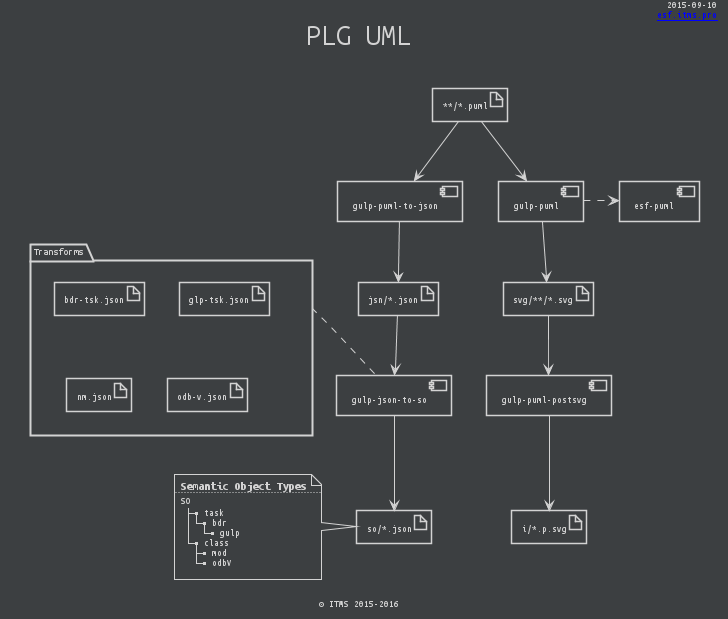 2015-09-10
esf.itms.pro
PLG UML
**/*.puml
gulp-puml-to-json
gulp-puml
esf-puml
Transforms
bdr-tsk.json
glp-tsk.json
jsn/*.json
svg/**/*.svg
nm.json
odb-v.json
gulp-json-to-so
gulp-puml-postsvg
Semantic Object Types
SO
task
bdr
gulp
class
mod
odbV
so/*.json
i/*.p.svg
© ITMS 2015-2016